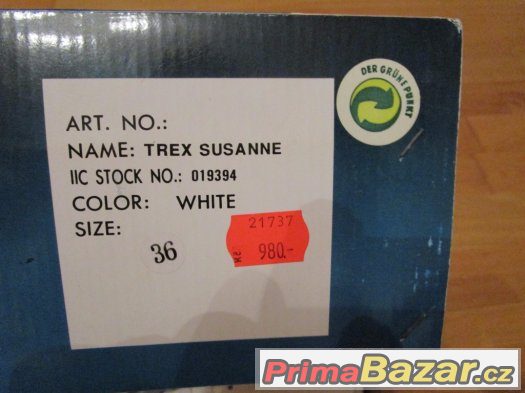 DER GRÜNE PUNKT
ART. NO.:
NAME: TREX SUSANNE
IIC STOCK NO.: 019394
COLOR: WHITE
SIZE:
36
21737
Kč 980.-
PrimaBazar.cz